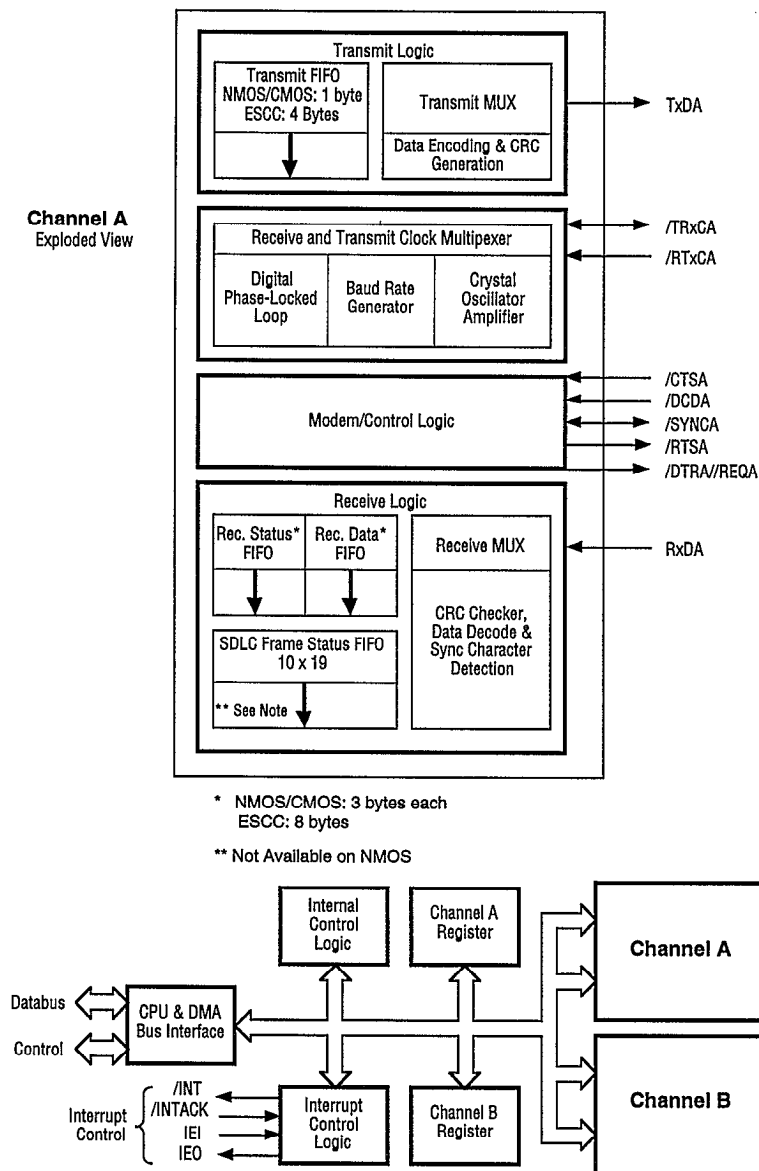 Transmit Logic
Transmit FIFO
NMOS/CMOS: 1 byte
ESCC: 4 Bytes
Transmit MUX
Data Encoding & CRC
Generation
TxDA
Channel A
Exploded View
Receive and Transmit Clock Multipexer
Digital
Phase-Locked
Loop
Baud Rate
Generator
Crystal
Oscillator
Amplifier
/TRxCA
/RTxCA
Modem/Control Logic
/CTSA
/DCDA
/SYNCA
/RTSA
/DTRA//REQA
Receive Logic
Rec. Status*
FIFO
Rec. Data*
FIFO
Receive MUX
RxDA
CRC Checker,
Data Decode &
Sync Character
Detection
SDLC Frame Status FIFO
10 x 19
** See Note
* NMOS/CMOS: 3 bytes each
ESCC: 8 bytes
** Not Available on NMOS
Internal
Control
Logic
Channel A
Register
Channel A
Databus
Control
CPU & DMA
Bus Interface
Interrupt
Control
/INT
/INTACK
IEI
IEO
Interrupt
Control
Logic
Channel B
Register
Channel B